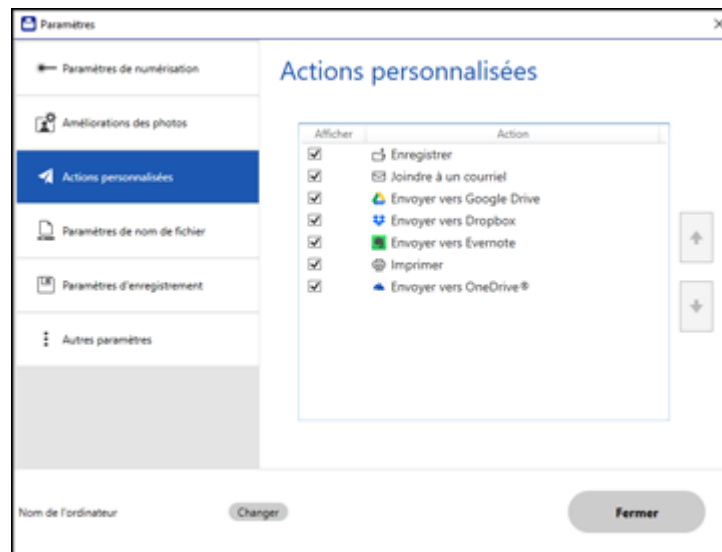 Paramètres
Paramètres de numérisation
Améliorations des photos
Actions personnalisées
Paramètres de nom de fichier
Paramètres d'enregistrement
Autres paramètres
Actions personnalisées
Afficher Action
Enregistrer
Joindre à un courriel
Envoyer vers Google Drive
Envoyer vers Dropbox
Envoyer vers Evernote
Imprimer
Envoyer vers OneDrive®
Nom de l'ordinateur Changer Fermer